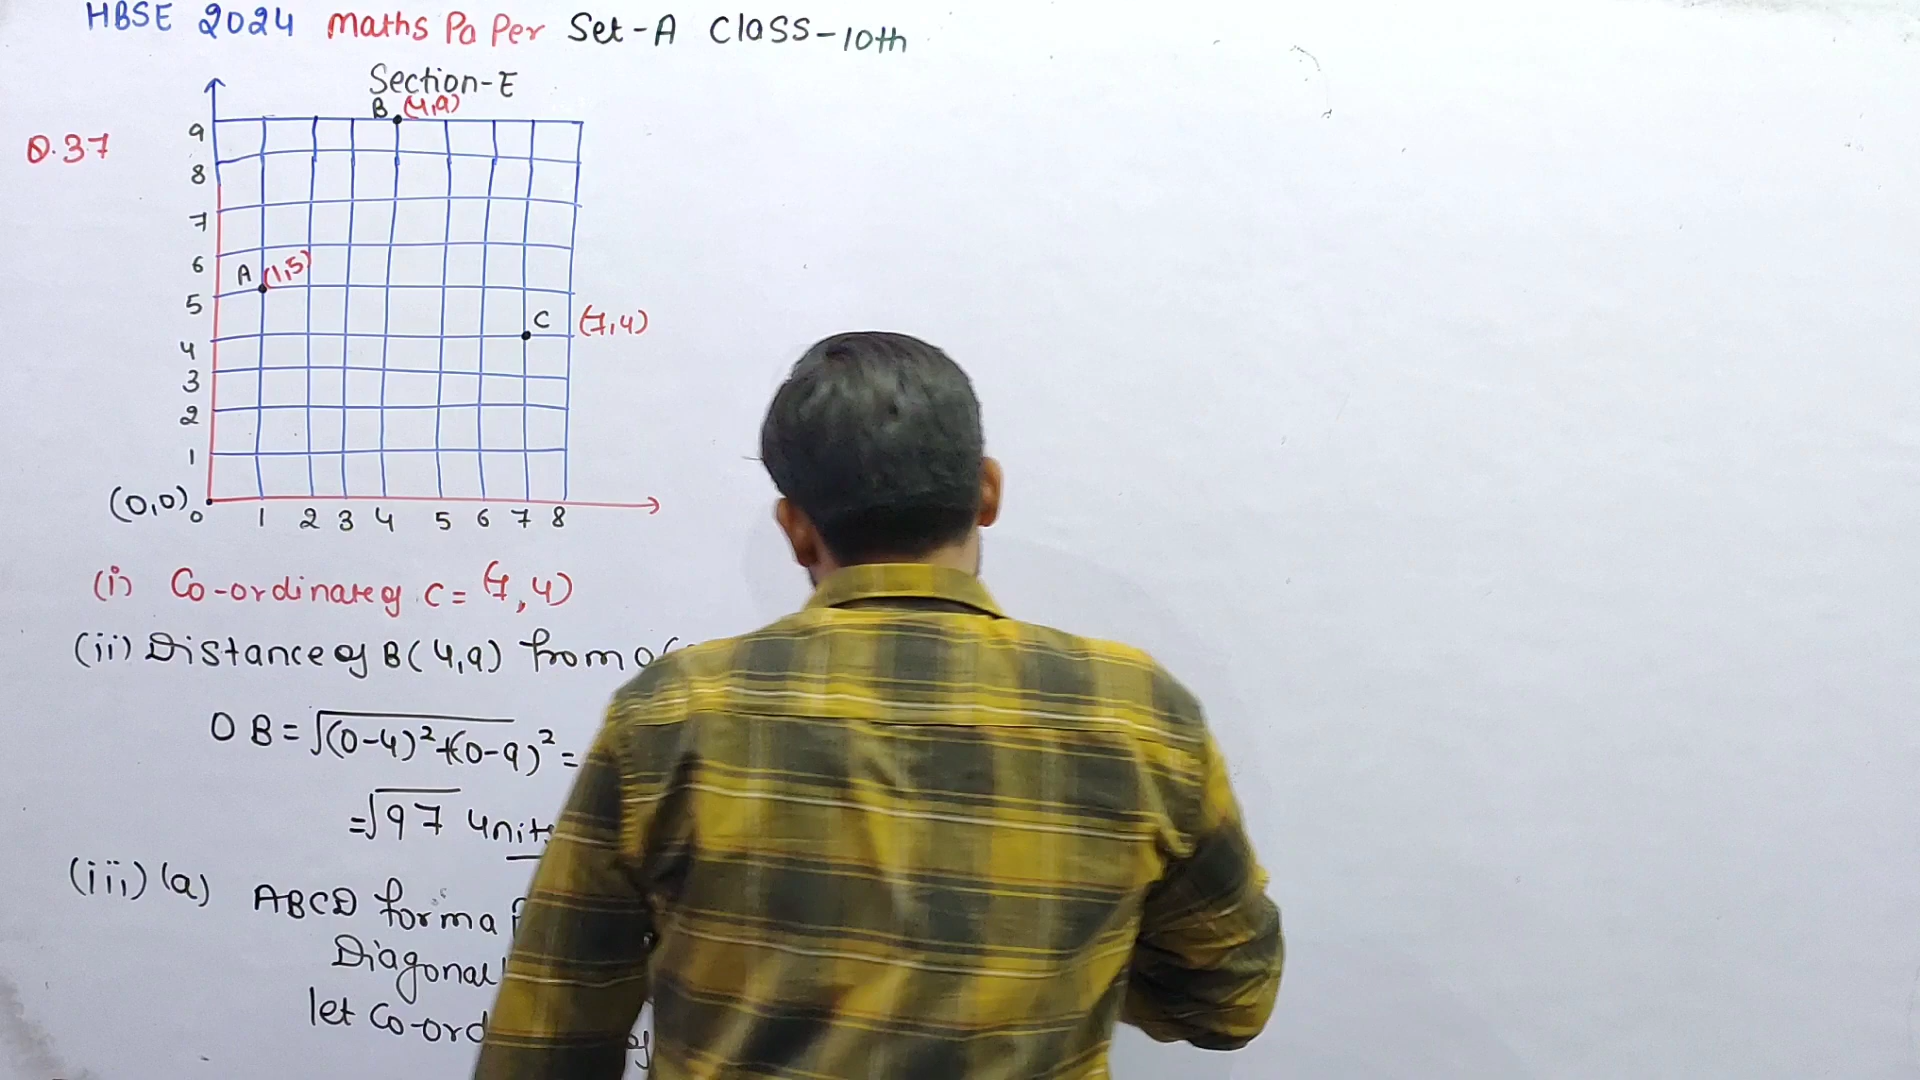 HBSE 2024 Maths PaPer Set-A Class-10th
Section-E
B (4,9)
Q.37
9
8
7
6
A (1,5)
5
C (7,4)
4
3
2
1
(0,0) 0 1 2 3 4 5 6 7 8
(i) Co-ordinate of C = (7,4)
(ii) Distance of B(4,9) from O(
OB = √(0-4)²+(0-9)² =
= √97 Units
(iii) (a) ABCD form a
Diagonal
let Co-ord of